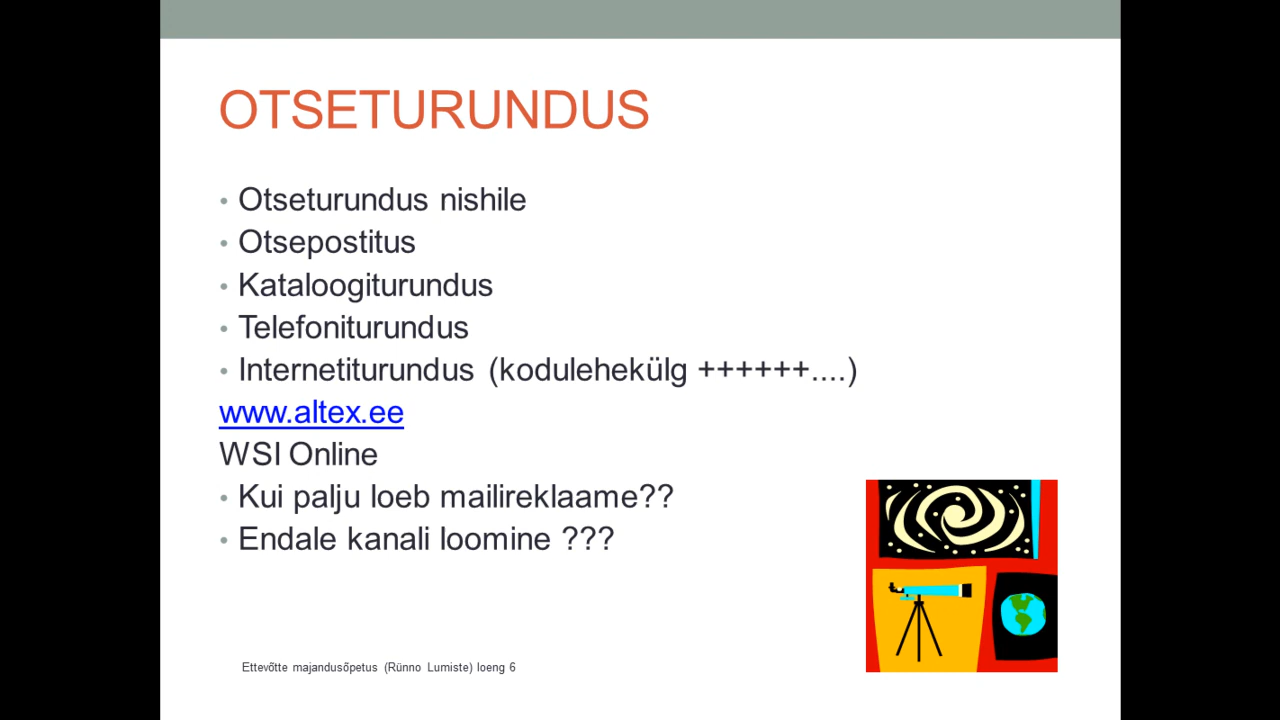 OTSETURUNDUS
• Otseturundus nishile
• Otsepostitus
• Kataloogiturundus
• Telefoniturundus
• Internetiturundus (kodulehekülg ++++++....)
www.altex.ee
WSI Online
• Kui palju loeb mailireklaame??
• Endale kanali loomine ???
Ettevõtte majandusõpetus (Rünno Lumiste) loeng 6